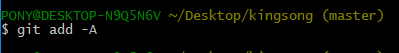 PONY@DESKTOP-N9Q5N6V ~/Desktop/kingsong (master)
$ git add -A